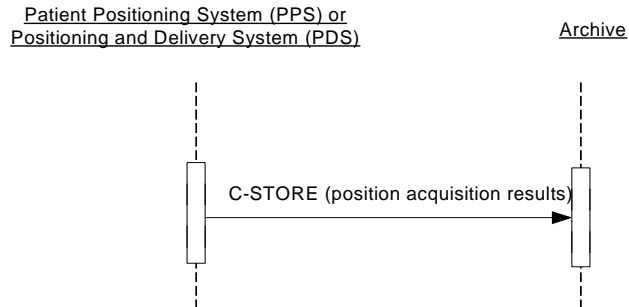 Patient Positioning System (PPS) or
Positioning and Delivery System (PDS)
Archive
C-STORE (position acquisition results)